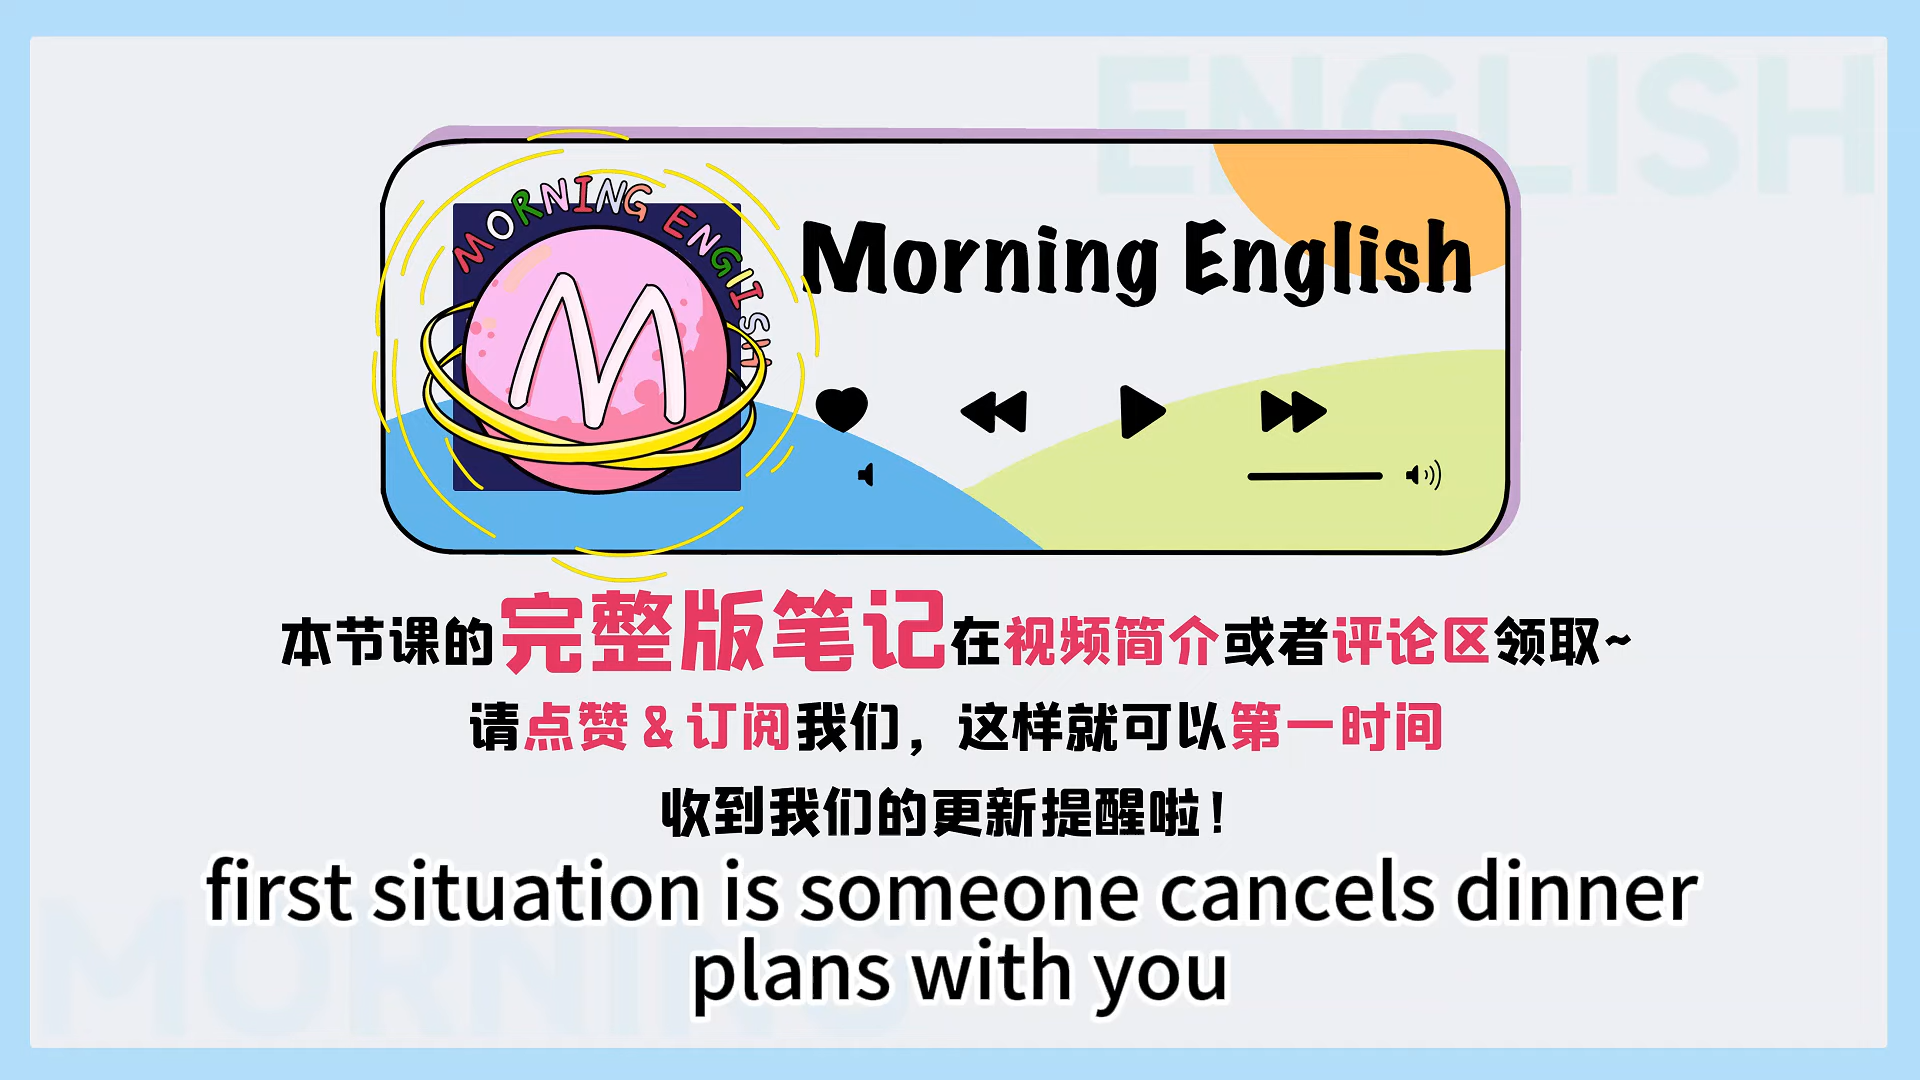 ENGLISH
MORNING ENGLISH
M
Morning English
本节课的完整版笔记在视频简介或者评论区领取~
请点赞&订阅我们，这样就可以第一时间
收到我们的更新提醒啦！
first situation is someone cancels dinner
plans with you
MORNING